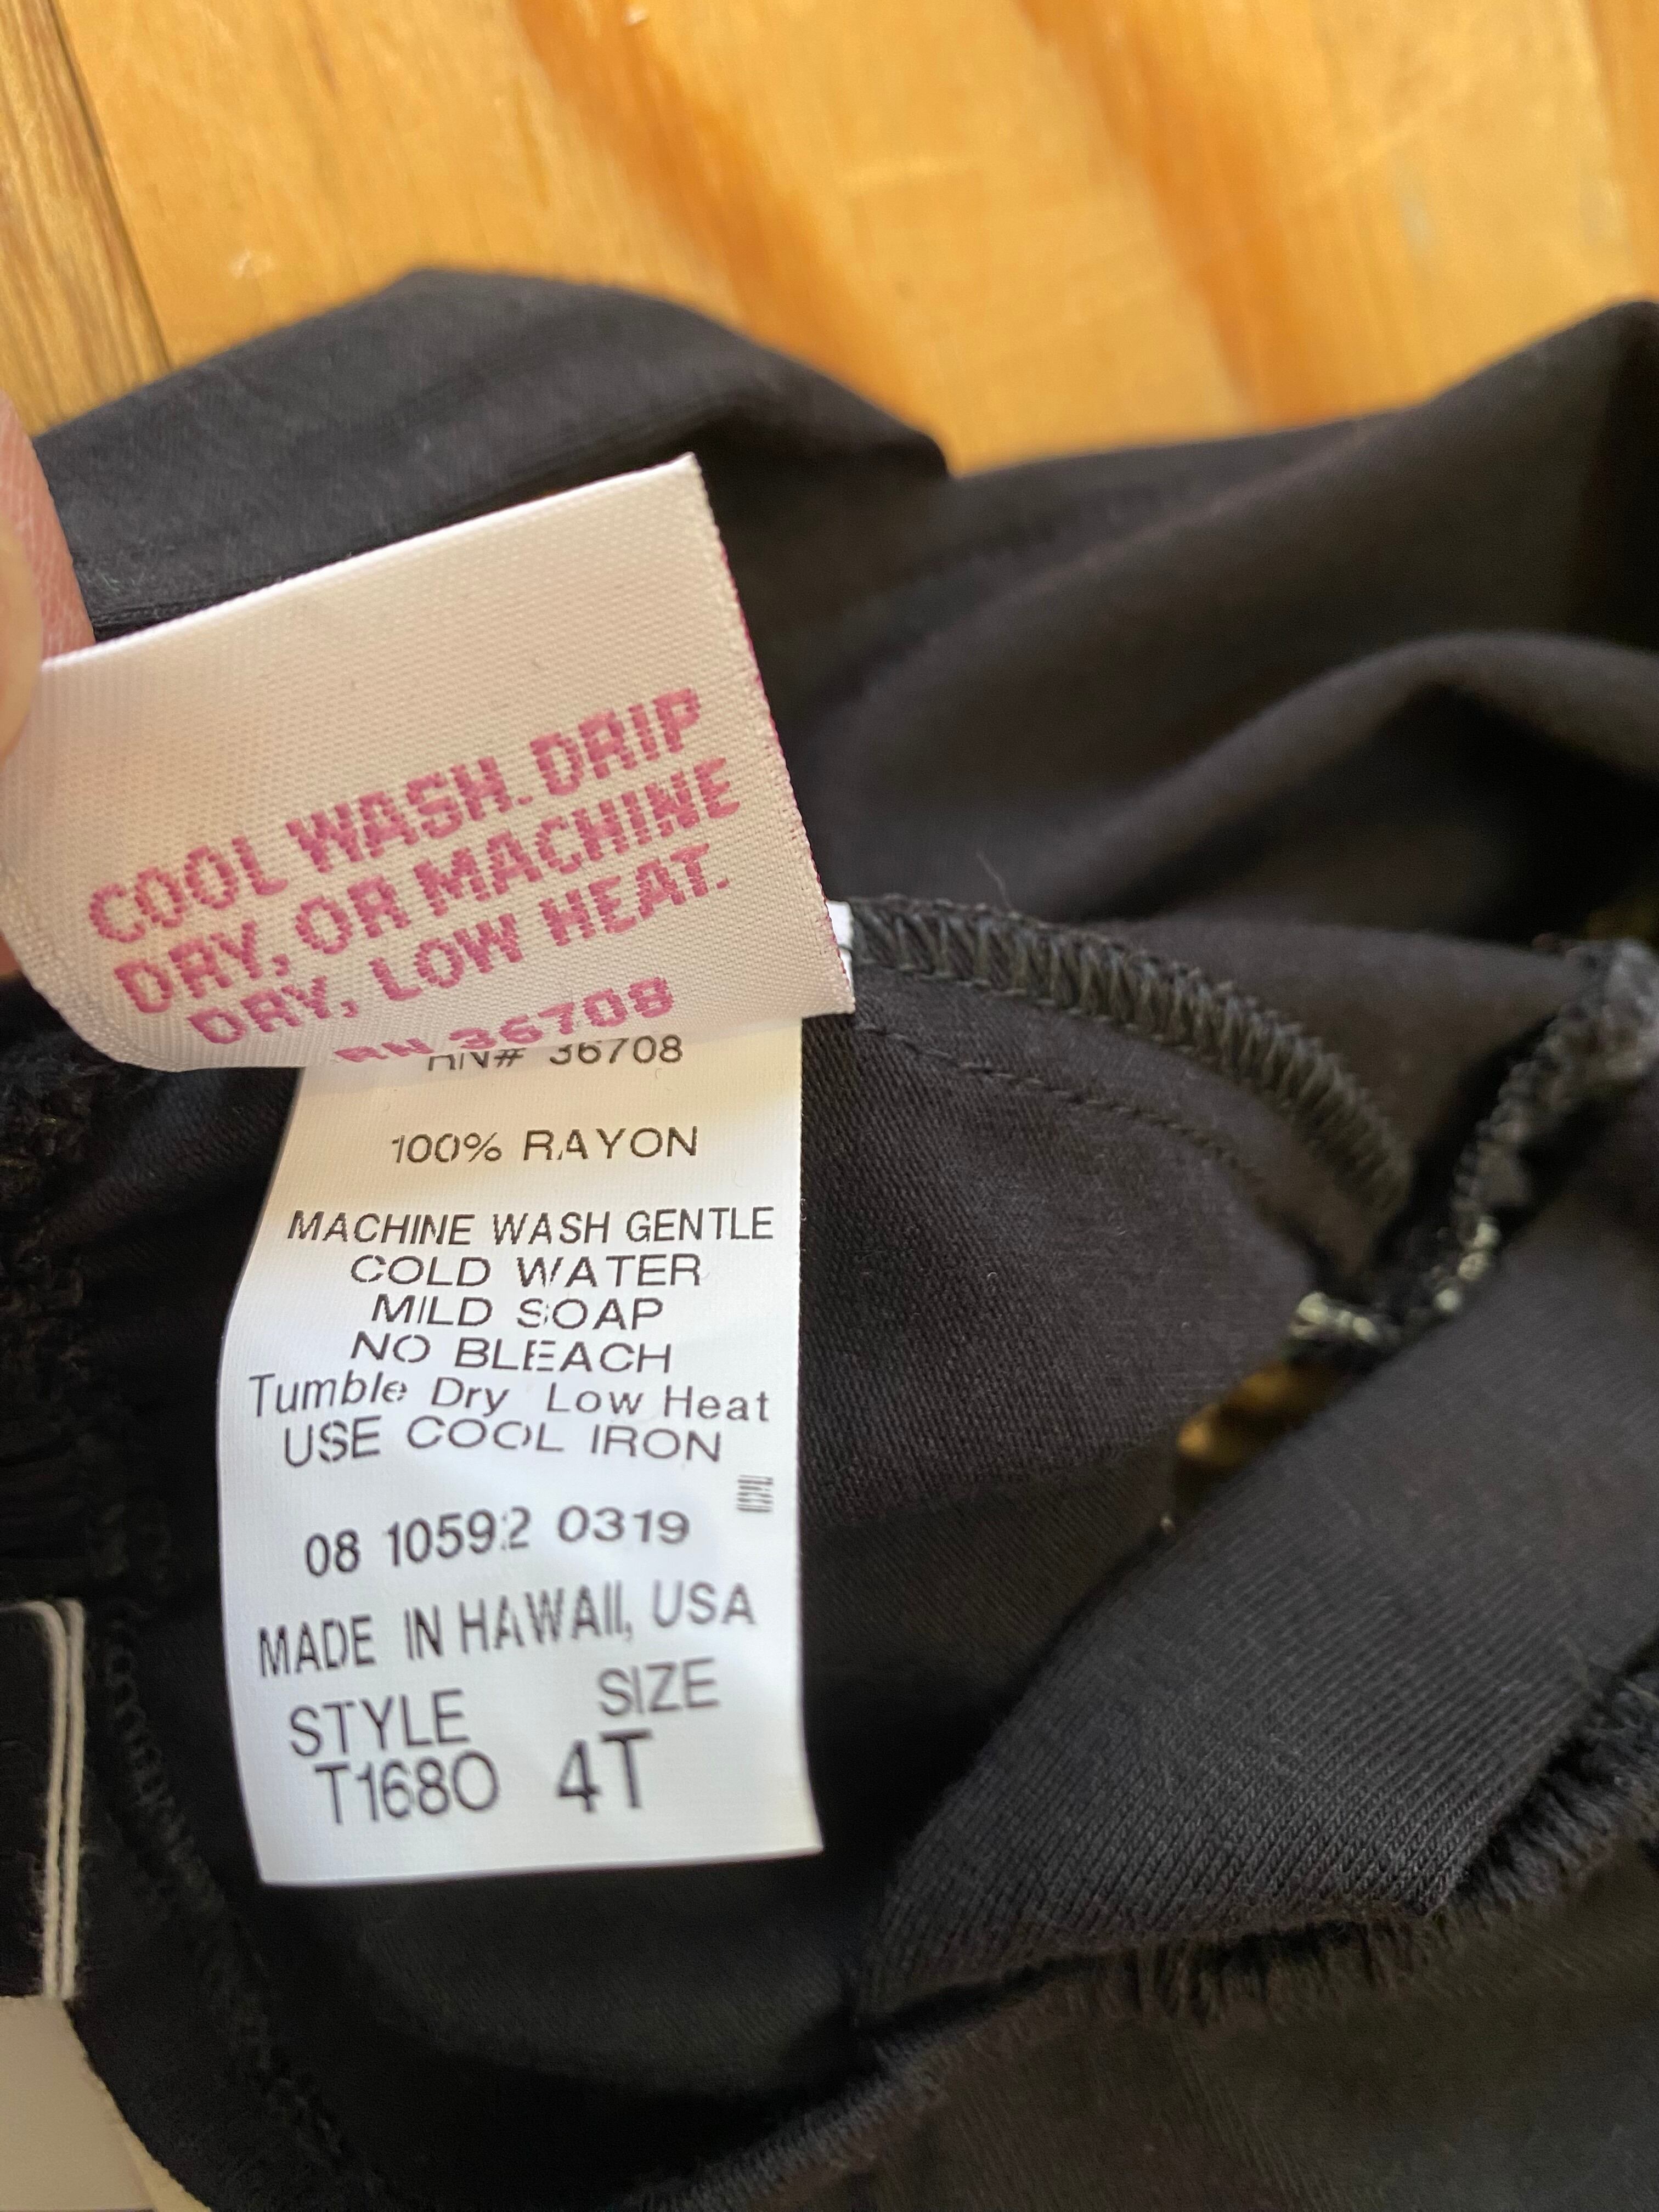 COOL WASH. DRIP
DRY, OR MACHINE
DRY, LOW HEAT.
RN 36708
RN# 36708
100% RAYON
MACHINE WASH GENTLE
COLD WATER
MILD SOAP
NO BLEACH
Tumble Dry Low Heat
USE COOL IRON
08 10592 0319
MADE IN HAWAII, USA
STYLE SIZE
T1680 4T